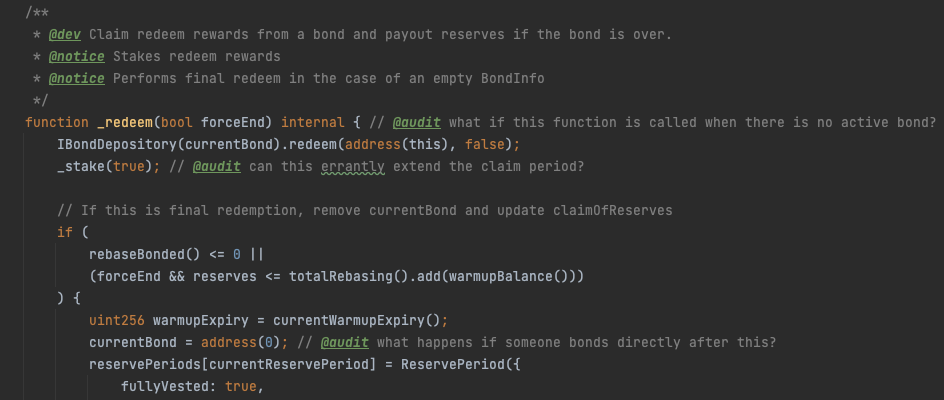 /**
 * @dev Claim redeem rewards from a bond and payout reserves if the bond is over.
 * @notice Stakes redeem rewards
 * @notice Performs final redeem in the case of an empty BondInfo
 */
function _redeem(bool forceEnd) internal { // @audit what if this function is called when there is no active bond?
    IBondDepository(currentBond).redeem(address(this), false);
    _stake(true); // @audit can this errantly extend the claim period?

    // If this is final redemption, remove currentBond and update claimOfReserves
    if (
        rebaseBonded() <= 0 ||
        (forceEnd && reserves <= totalRebasing().add(warmupBalance()))
    ) {
        uint256 warmupExpiry = currentWarmupExpiry();
        currentBond = address(0); // @audit what happens if someone bonds directly after this?
        reservePeriods[currentReservePeriod] = ReservePeriod({
            fullyVested: true,